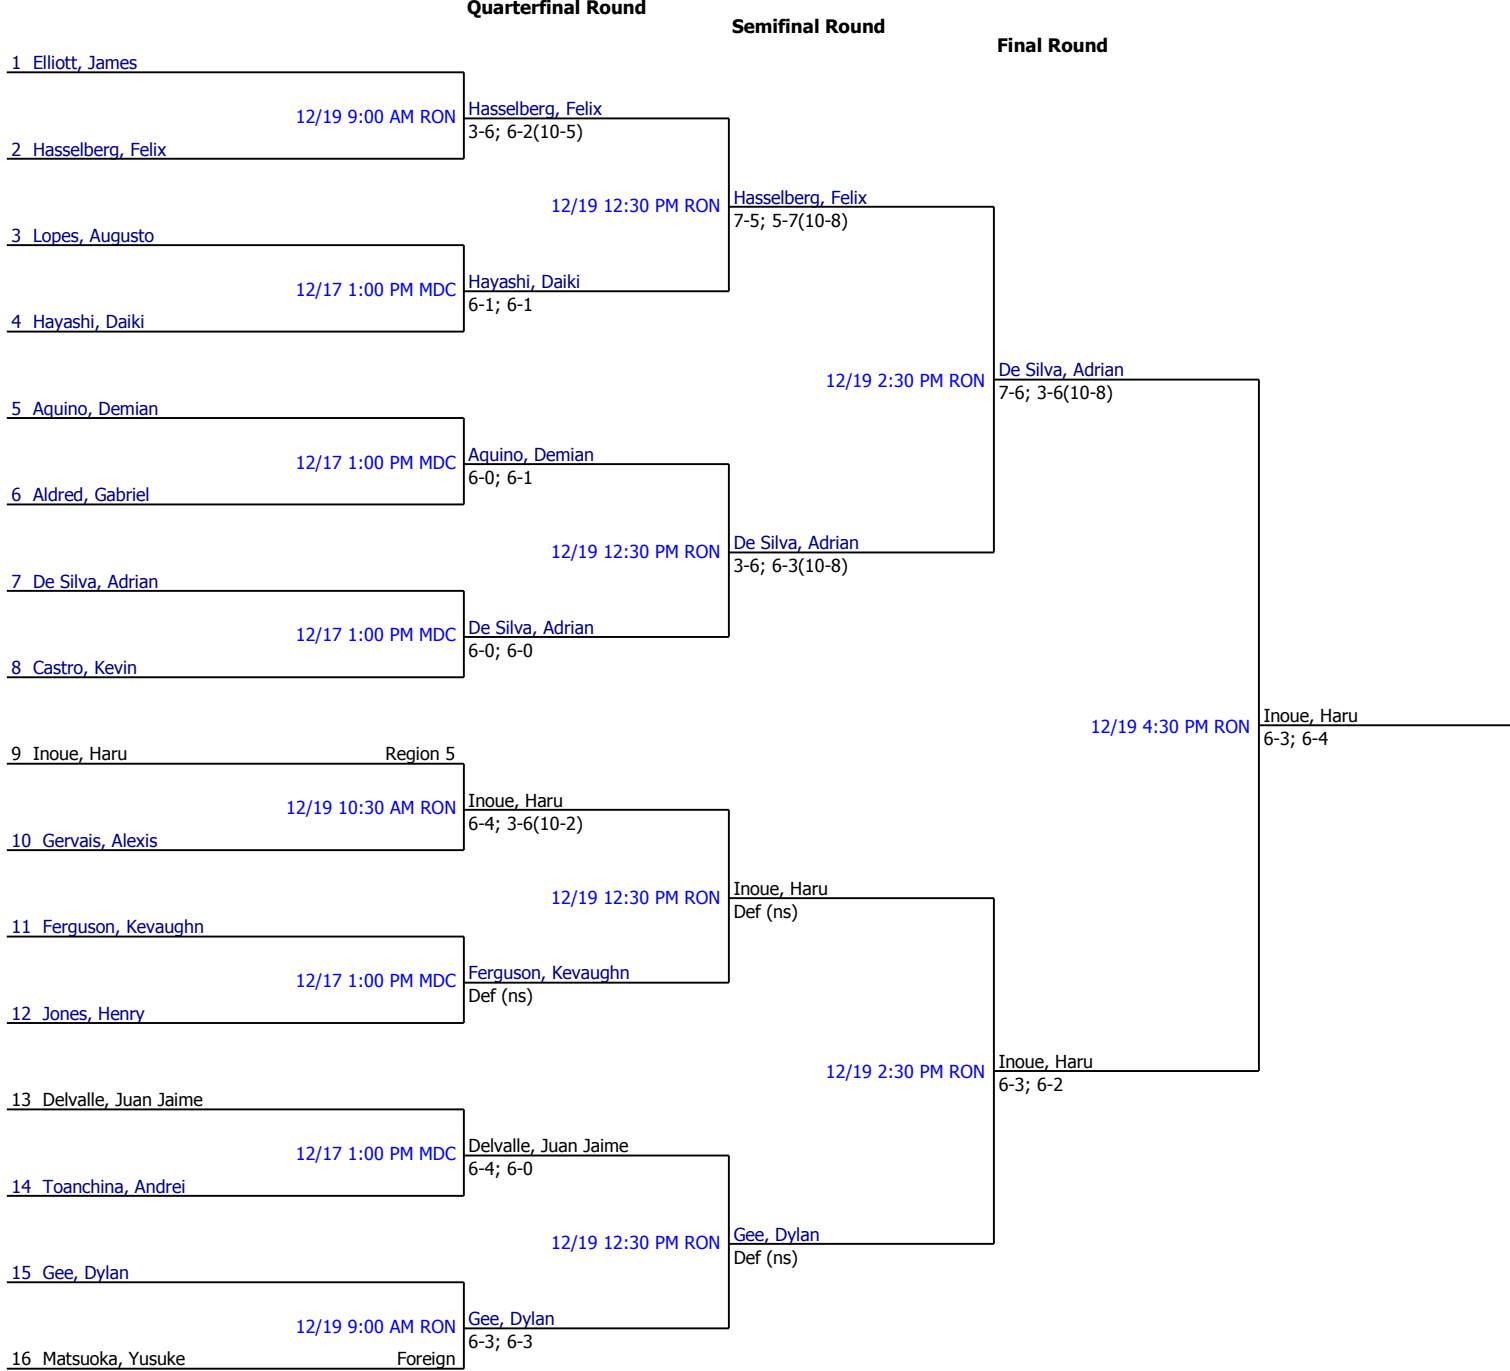 Quarterfinal Round
Semifinal Round
Final Round
1 Elliott, James
12/19 9:00 AM RON
Hasselberg, Felix
3-6; 6-2(10-5)
2 Hasselberg, Felix
12/19 12:30 PM RON
Hasselberg, Felix
7-5; 5-7(10-8)
3 Lopes, Augusto
12/17 1:00 PM MDC
Hayashi, Daiki
6-1; 6-1
4 Hayashi, Daiki
12/19 2:30 PM RON
De Silva, Adrian
7-6; 3-6(10-8)
5 Aquino, Demian
12/17 1:00 PM MDC
Aquino, Demian
6-0; 6-1
6 Aldred, Gabriel
12/19 12:30 PM RON
De Silva, Adrian
3-6; 6-3(10-8)
7 De Silva, Adrian
12/17 1:00 PM MDC
De Silva, Adrian
6-0; 6-0
8 Castro, Kevin
12/19 4:30 PM RON
Inoue, Haru
6-3; 6-4
9 Inoue, Haru Region 5
12/19 10:30 AM RON
Inoue, Haru
6-4; 3-6(10-2)
10 Gervais, Alexis
12/19 12:30 PM RON
Inoue, Haru
Def (ns)
11 Ferguson, Kevaughn
12/17 1:00 PM MDC
Ferguson, Kevaughn
Def (ns)
12 Jones, Henry
12/19 2:30 PM RON
Inoue, Haru
6-3; 6-2
13 Delvalle, Juan Jaime
12/17 1:00 PM MDC
Delvalle, Juan Jaime
6-4; 6-0
14 Toanchina, Andrei
12/19 12:30 PM RON
Gee, Dylan
Def (ns)
15 Gee, Dylan
12/19 9:00 AM RON
Gee, Dylan
6-3; 6-3
16 Matsuoka, Yusuke Foreign